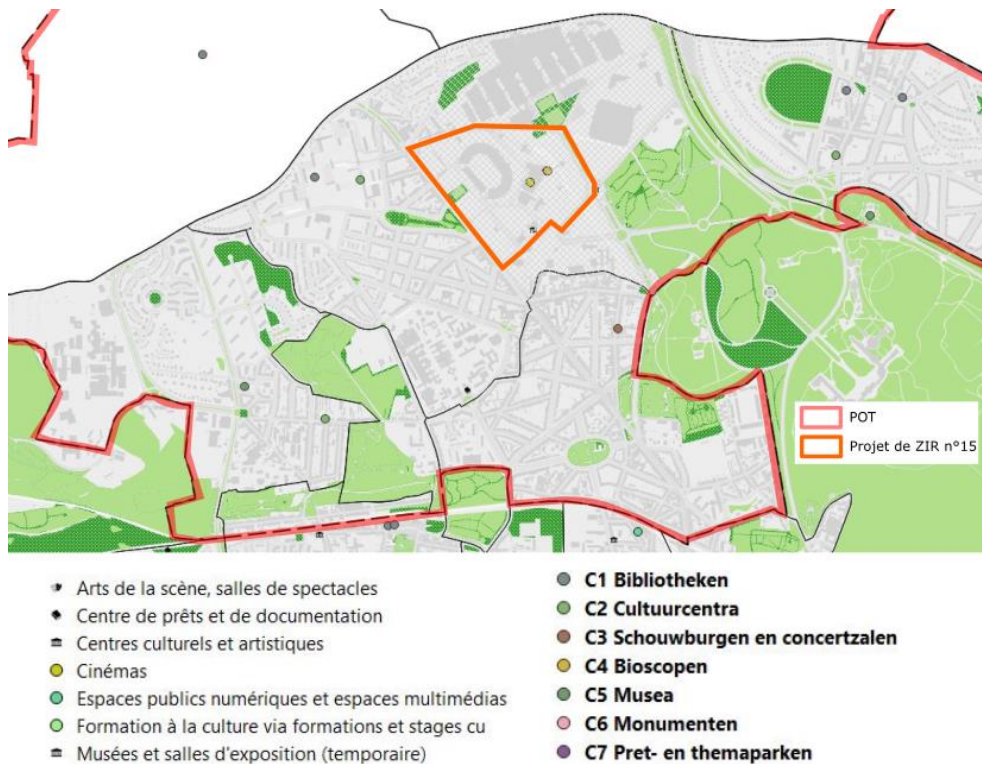 POT
Projet de ZIR n°15
Arts de la scène, salles de spectacles
Centre de prêts et de documentation
Centres culturels et artistiques
Cinémas
Espaces publics numériques et espaces multimédias
Formation à la culture via formations et stages cu
Musées et salles d'exposition (temporaire)
C1 Bibliotheken
C2 Cultuurcentra
C3 Schouwburgen en concertzalen
C4 Bioscopen
C5 Musea
C6 Monumenten
C7 Pret- en themaparken